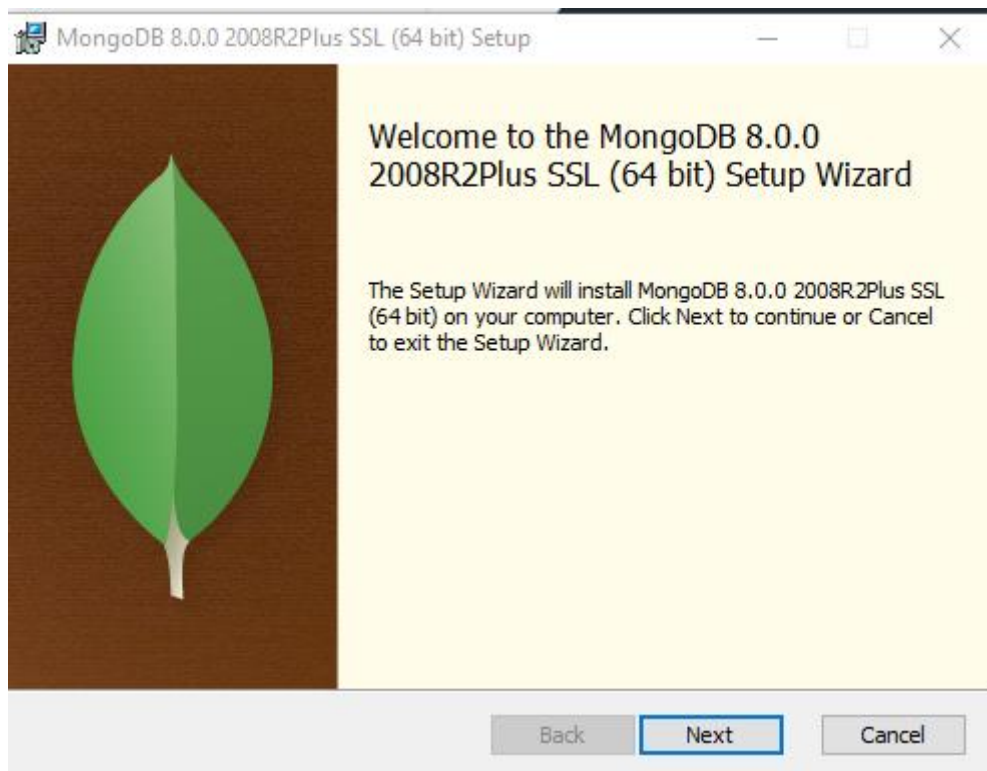 MongoDB 8.0.0 2008R2Plus SSL (64 bit) Setup
Welcome to the MongoDB 8.0.0
2008R2Plus SSL (64 bit) Setup Wizard
The Setup Wizard will install MongoDB 8.0.0 2008R2Plus SSL
(64 bit) on your computer. Click Next to continue or Cancel
to exit the Setup Wizard.
Back Next Cancel